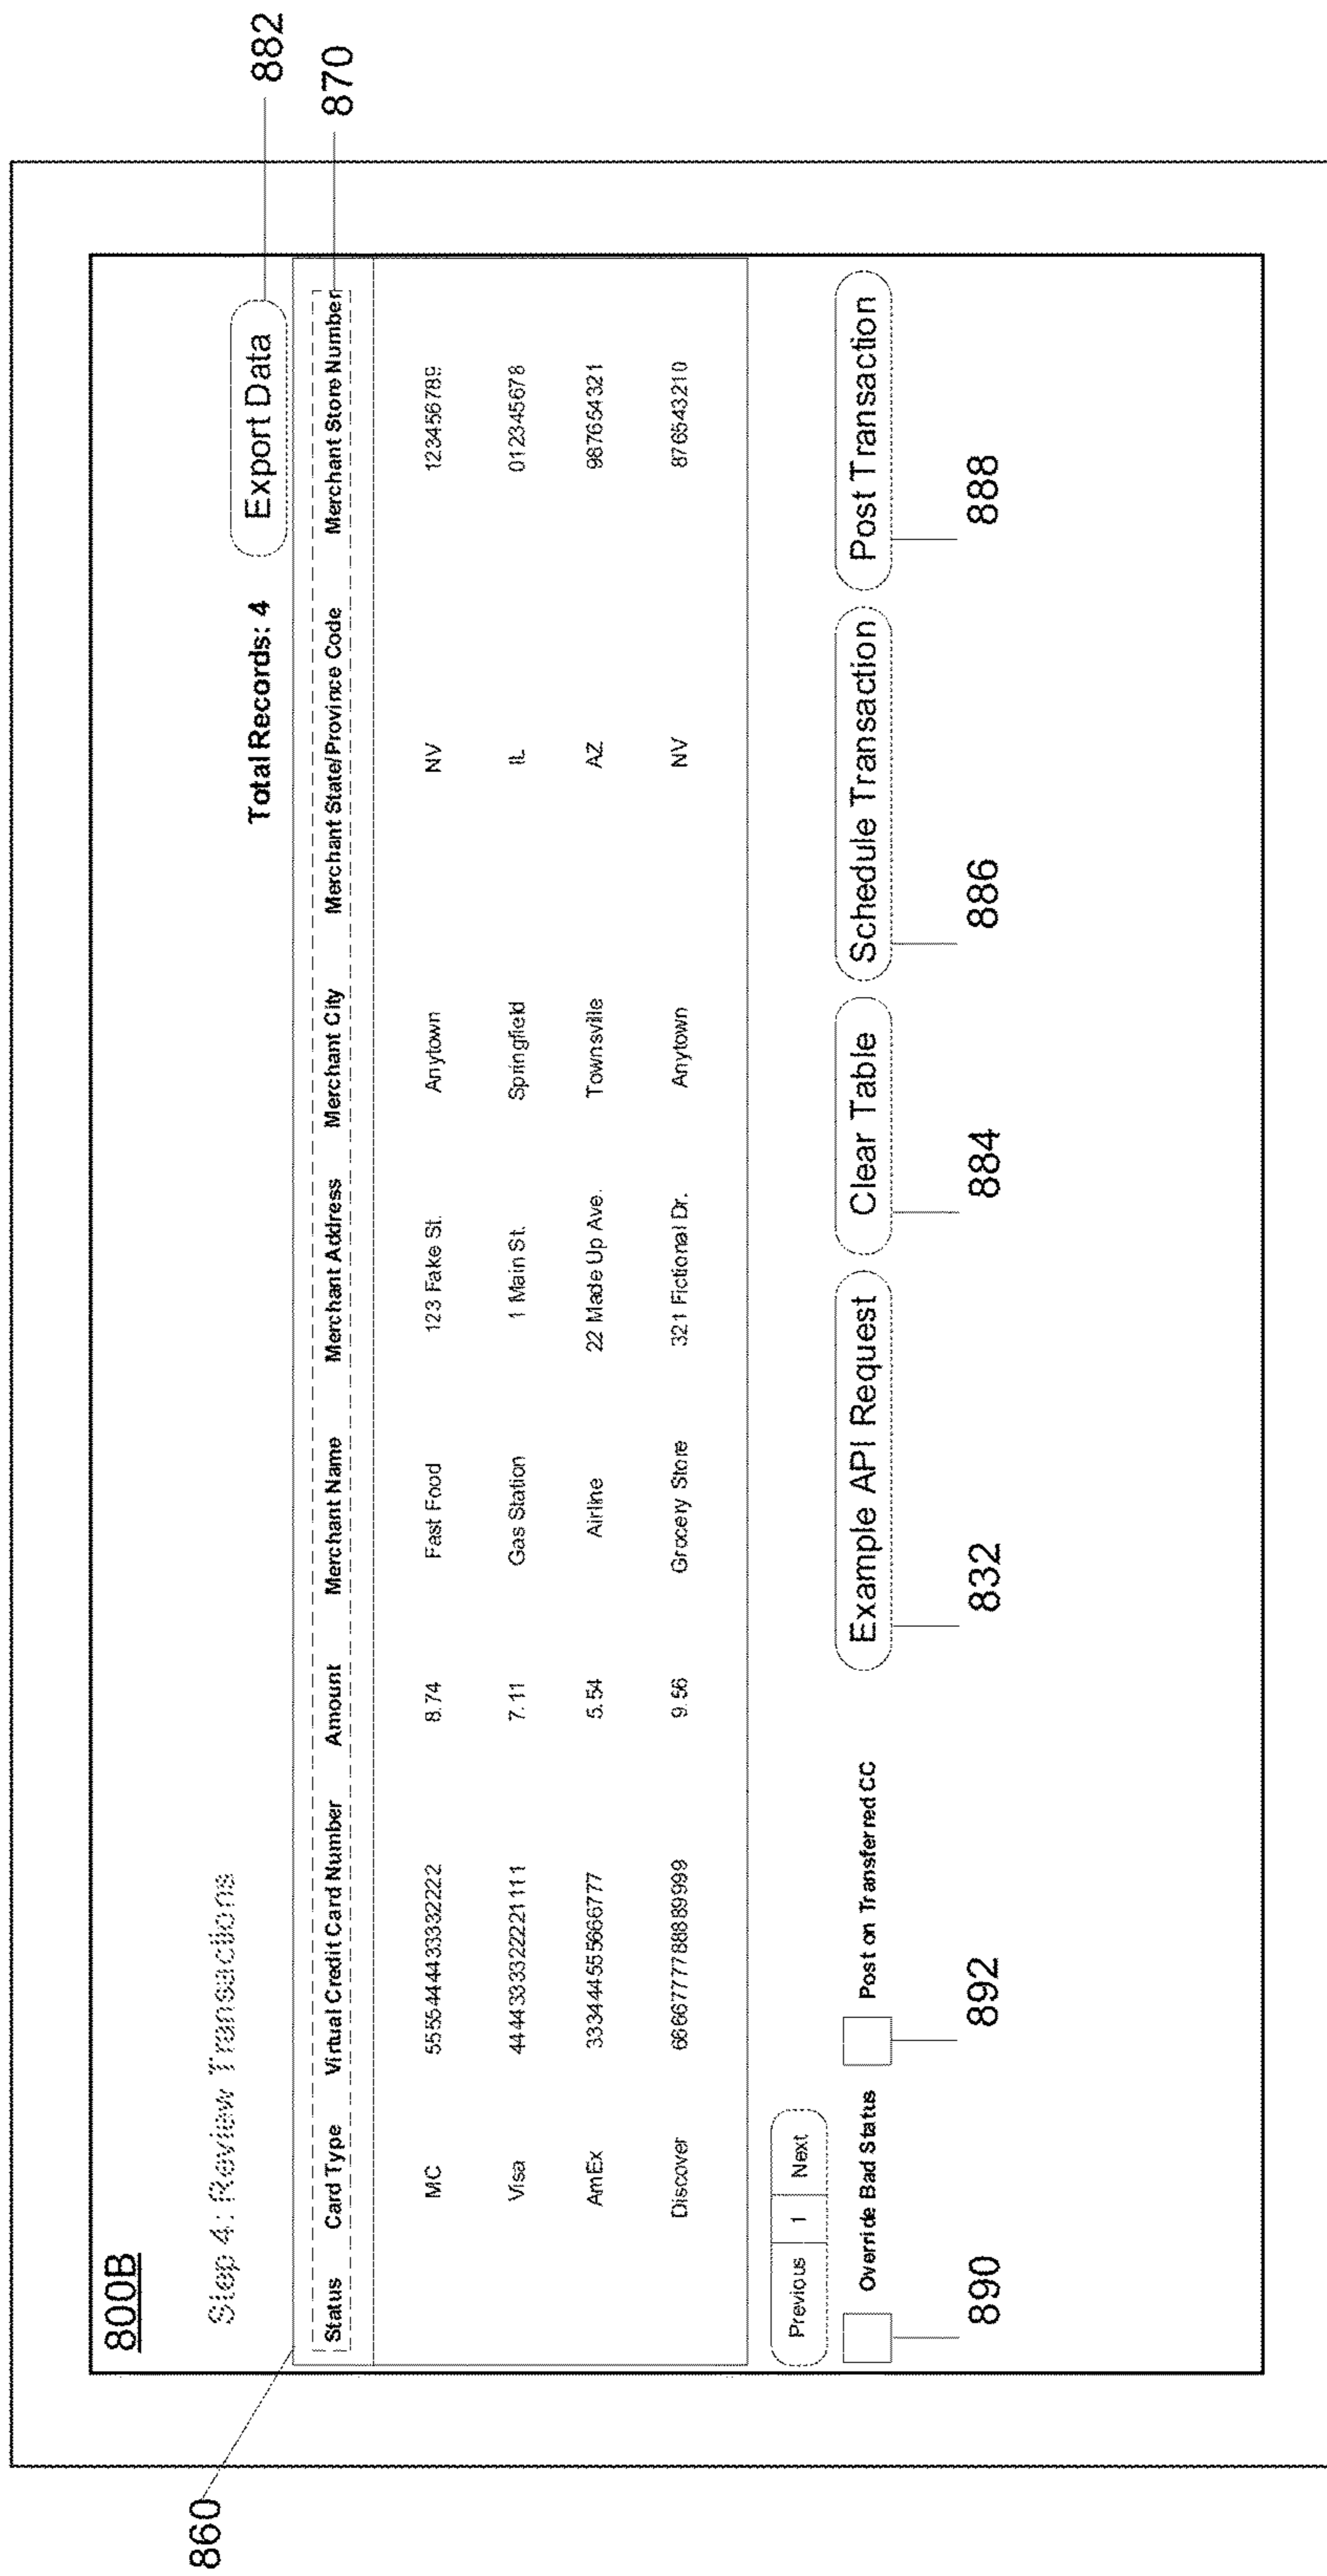 882
870
800B
Step 4: Review Transactions
Total Records: 4
Export Data
860
Status Card Type Virtual Credit Card Number Amount Merchant Name Merchant Address Merchant City Merchant State/Province Code Merchant Store Number
MC 5555444433332222 8.74 Fast Food 123 Fake St. Anytown NV 123456789
Visa 4444333322221111 7.11 Gas Station 1 Main St. Springfield IL 012345678
AmEx 333444555666777 5.54 Airline 22 Made Up Ave. Townsville AZ 987654321
Discover 6666777788889999 9.56 Grocery Store 321 Fictional Dr. Anytown NV 876543210
Previous 1 Next
Override Bad Status Post on Transferred CC Example API Request Clear Table Schedule Transaction Post Transaction
890 892 832 884 886 888